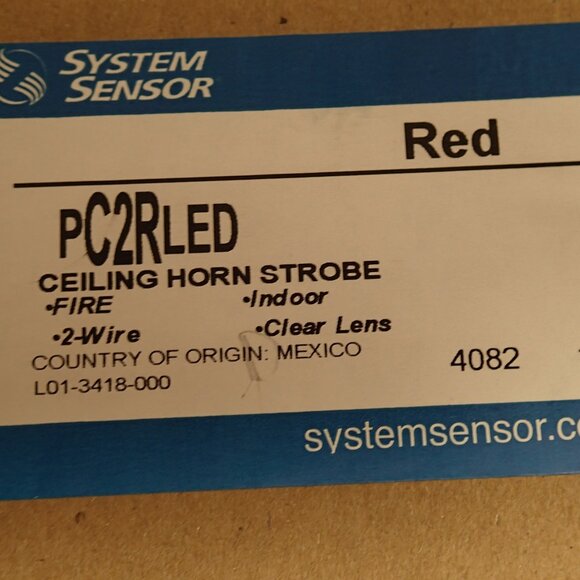 SYSTEM
SENSOR
Red
PC2RLED
CEILING HORN STROBE
•FIRE •Indoor
•2-Wire •Clear Lens
COUNTRY OF ORIGIN: MEXICO
L01-3418-000 4082
systemsensor.co